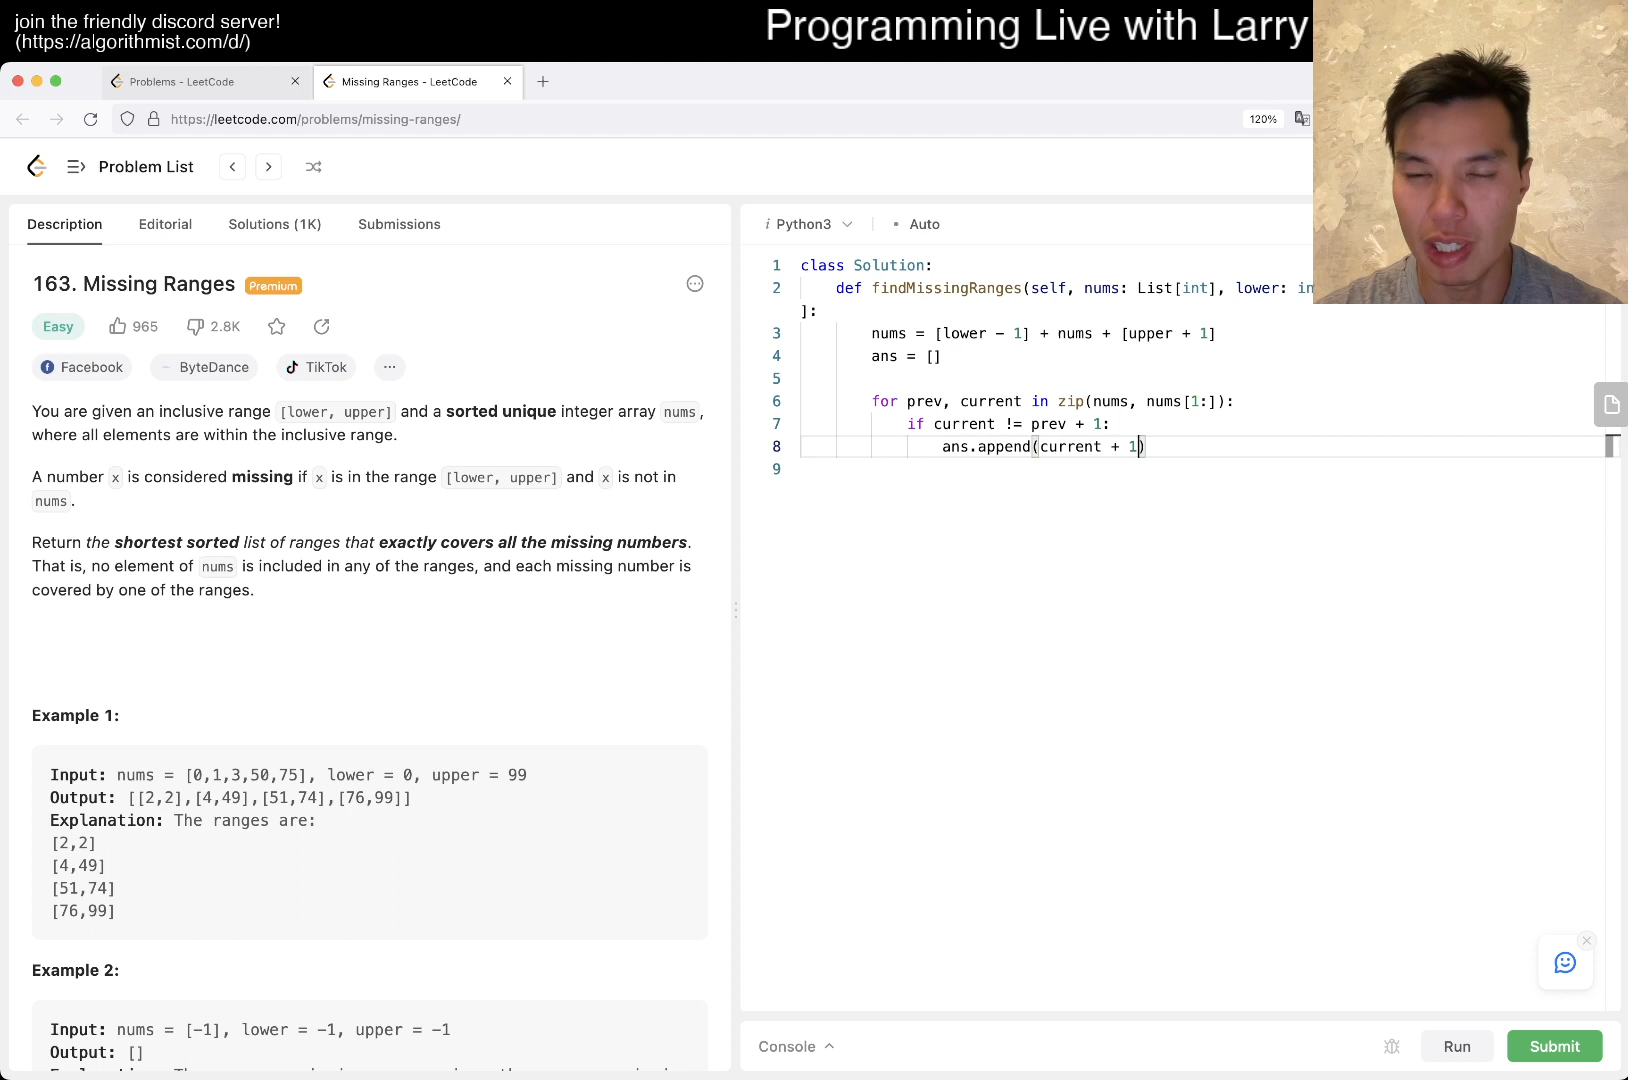 join the friendly discord server!
(https://algorithmist.com/d/)
Programming Live with Larry
Problems - LeetCode
Missing Ranges - LeetCode
https://leetcode.com/problems/missing-ranges/
120%
Problem List
Description
Editorial
Solutions (1K)
Submissions
163. Missing Ranges
Premium
Easy
965
2.8K
Facebook
ByteDance
TikTok
You are given an inclusive range [lower, upper] and a sorted unique integer array nums,
where all elements are within the inclusive range.
A number x is considered missing if x is in the range [lower, upper] and x is not in
nums.
Return the shortest sorted list of ranges that exactly covers all the missing numbers.
That is, no element of nums is included in any of the ranges, and each missing number is
covered by one of the ranges.
Example 1:
Input: nums = [0,1,3,50,75], lower = 0, upper = 99
Output: [[2,2],[4,49],[51,74],[76,99]]
Explanation: The ranges are:
[2,2]
[4,49]
[51,74]
[76,99]
Example 2:
Input: nums = [-1], lower = -1, upper = -1
Output: []
i Python3
Auto
1 class Solution:
2 def findMissingRanges(self, nums: List[int], lower: in
]:
3 nums = [lower - 1] + nums + [upper + 1]
4 ans = []
5
6 for prev, current in zip(nums, nums[1:]):
7 if current != prev + 1:
8 ans.append(current + 1)
9
Console
Run
Submit